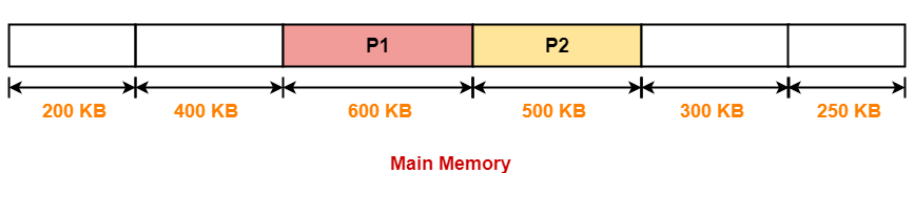 P1 P2
200 KB 400 KB 600 KB 500 KB 300 KB 250 KB
Main Memory